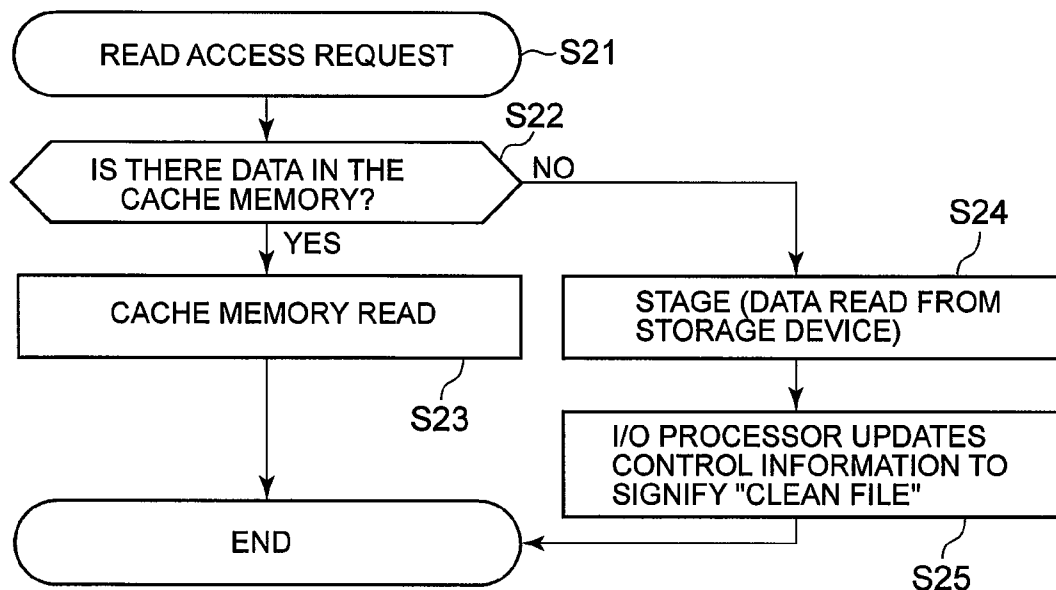 READ ACCESS REQUEST
S21
S22
IS THERE DATA IN THE
CACHE MEMORY?
NO
YES
S24
CACHE MEMORY READ
STAGE (DATA READ FROM
STORAGE DEVICE)
S23
I/O PROCESSOR UPDATES
CONTROL INFORMATION TO
SIGNIFY "CLEAN FILE"
END
S25